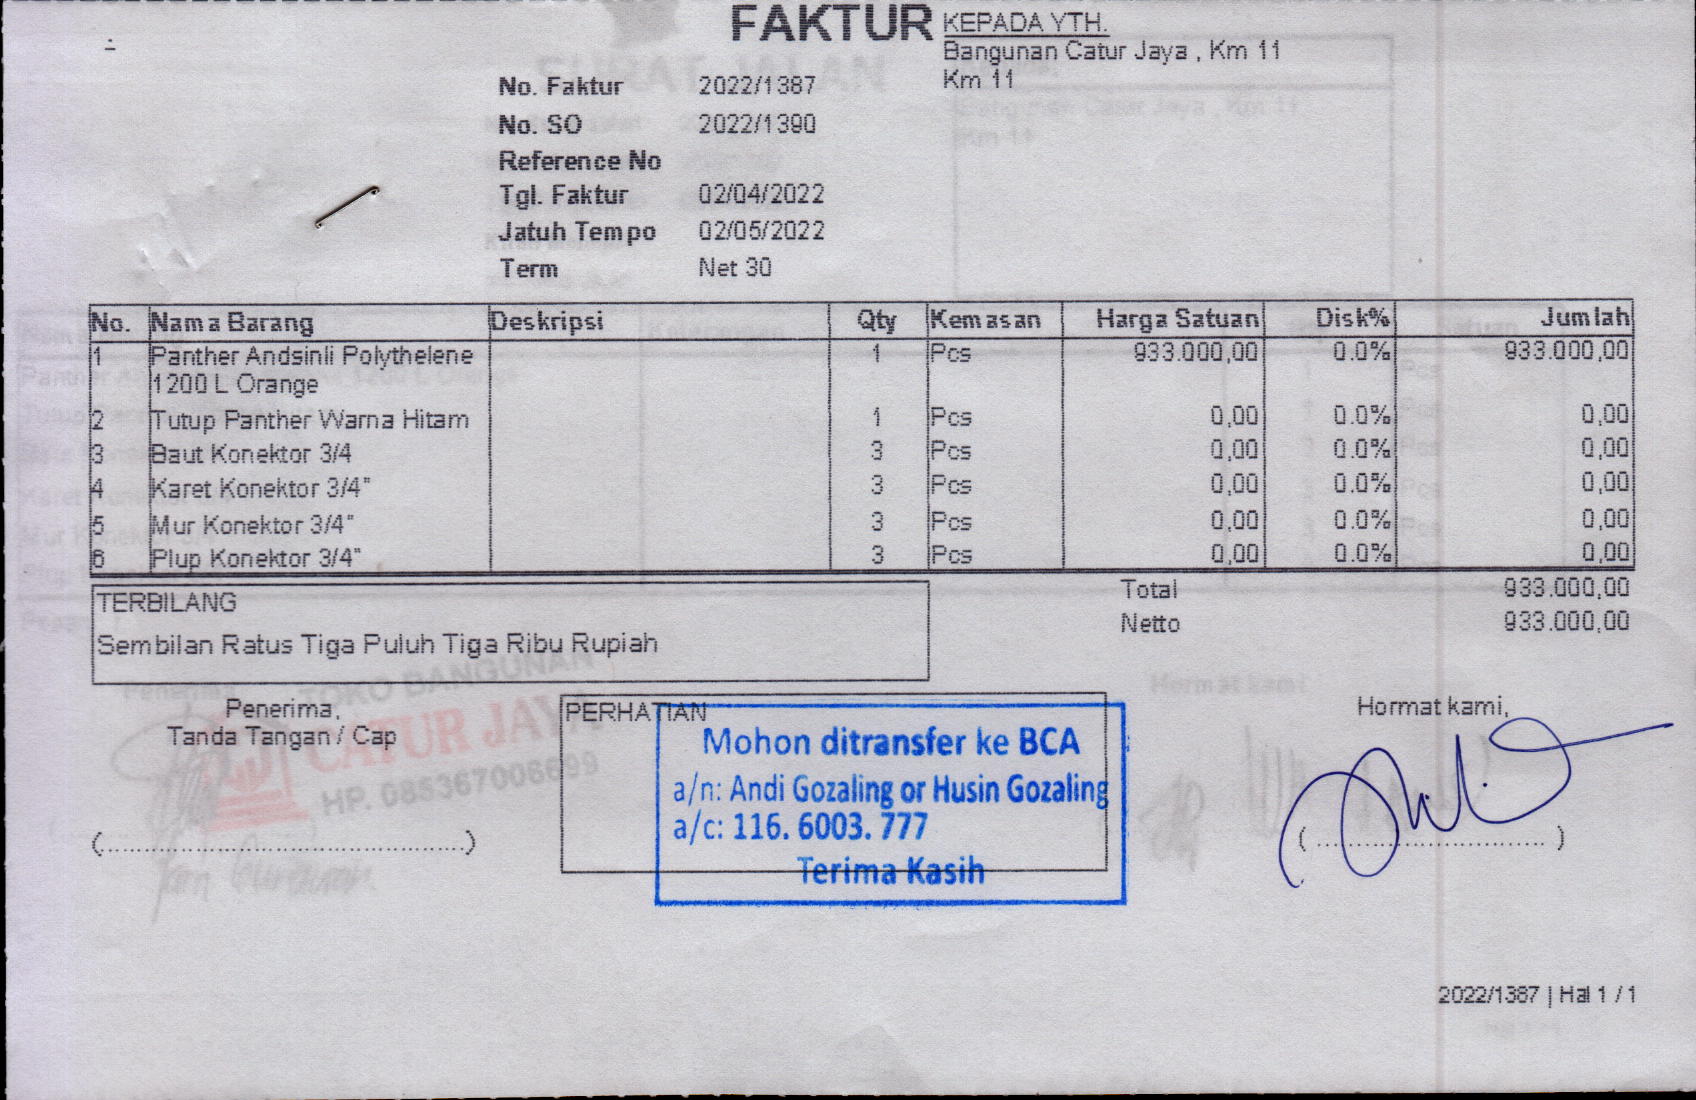 FAKTUR
KEPADA YTH.
Bangunan Catur Jaya , Km 11
Km 11
No. Faktur 2022/1387
No. SO 2022/1390
Reference No
Tgl. Faktur 02/04/2022
Jatuh Tempo 02/05/2022
Term Net 30
No. Nama Barang Deskripsi Qty Kemasan Harga Satuan Disk% Jumlah
1 Panther Andsinli Polythelene 1 Pcs 933.000,00 0.0% 933.000,00
1200 L Orange
2 Tutup Panther Warna Hitam 1 Pcs 0,00 0.0% 0,00
3 Baut Konektor 3/4 3 Pcs 0,00 0.0% 0,00
4 Karet Konektor 3/4" 3 Pcs 0,00 0.0% 0,00
5 Mur Konektor 3/4" 3 Pcs 0,00 0.0% 0,00
6 Plup Konektor 3/4" 3 Pcs 0,00 0.0% 0,00
Total 933.000,00
Netto 933.000,00
TERBILANG
Sembilan Ratus Tiga Puluh Tiga Ribu Rupiah
Penerima,
Tanda Tangan / Cap
TOKO BANGUNAN
CATUR JAYA
HP. 085367006699
PERHATIAN
Mohon ditransfer ke BCA
a/n: Andi Gozaling or Husin Gozaling
a/c: 116. 6003. 777
Terima Kasih
Hormat kami,
2022/1387 | Hal 1 / 1